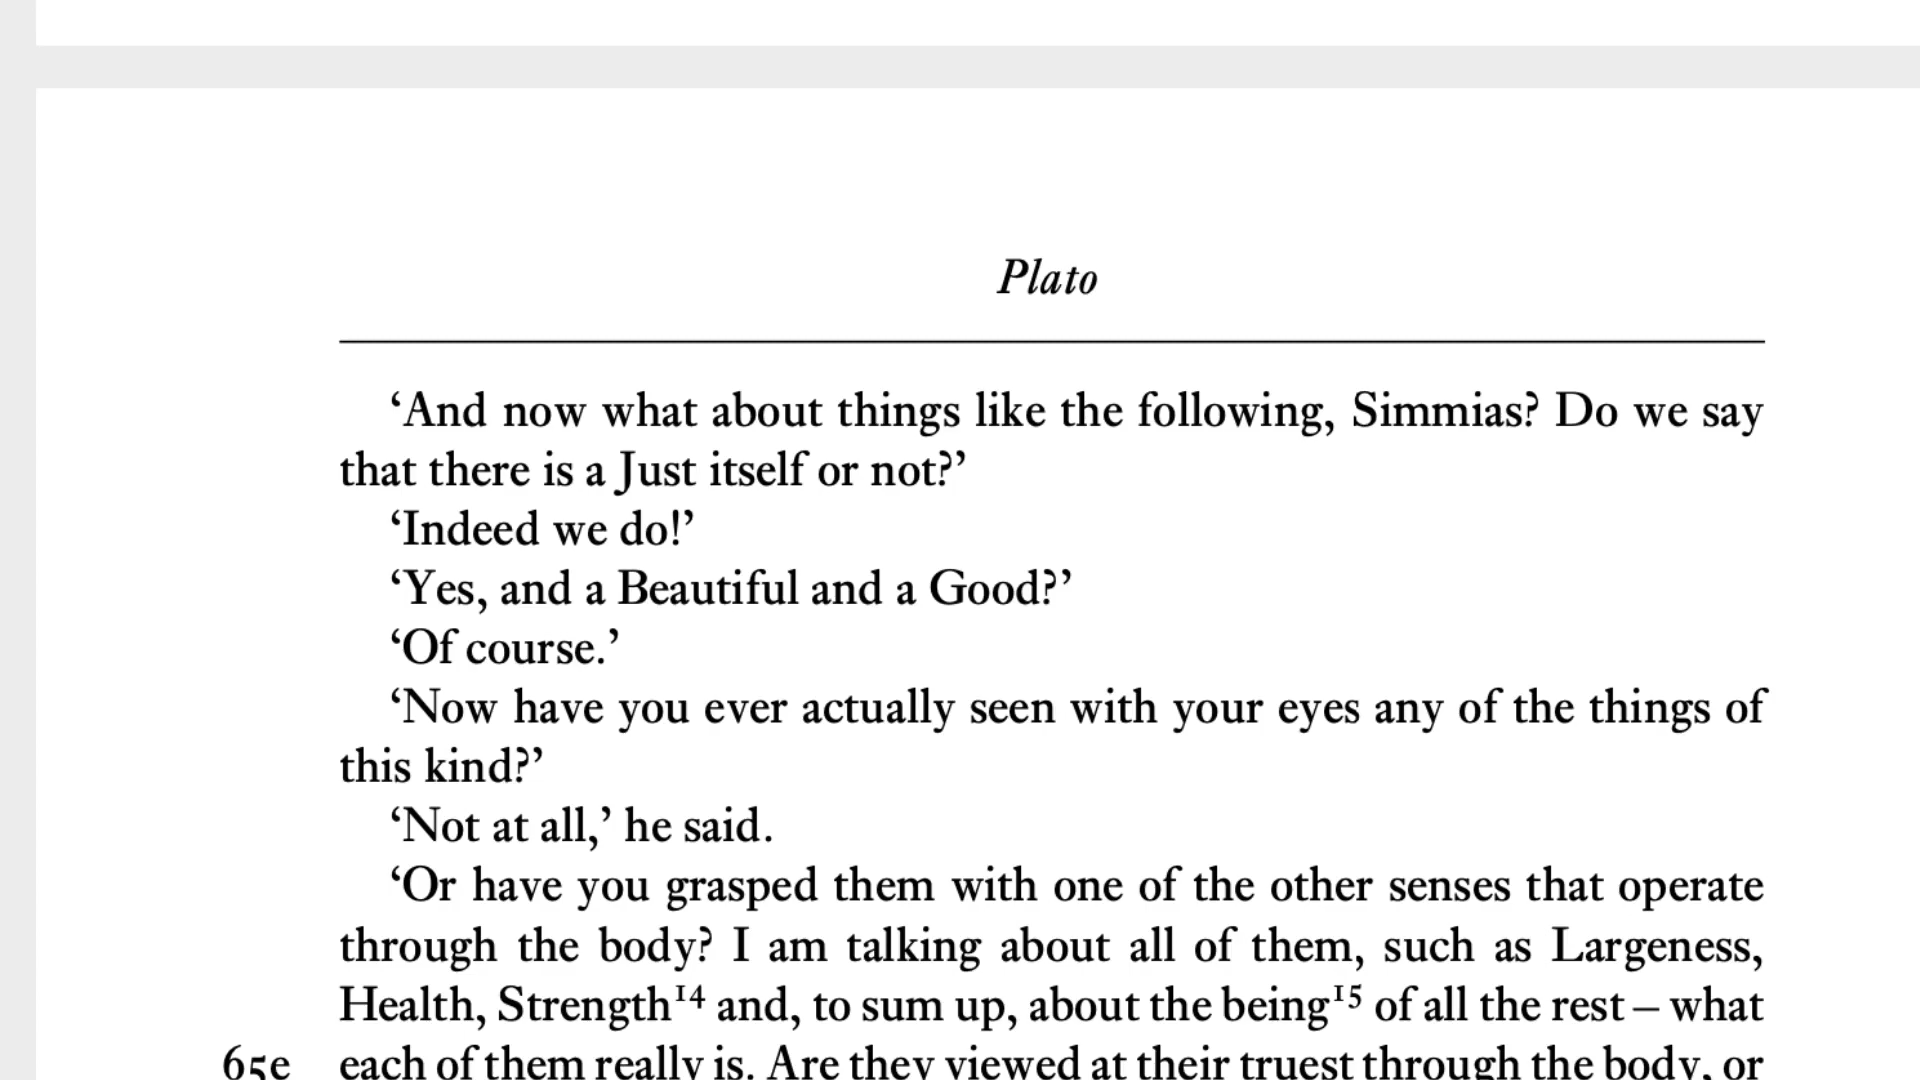 Plato
‘And now what about things like the following, Simmias? Do we say
that there is a Just itself or not?’
‘Indeed we do!’
‘Yes, and a Beautiful and a Good?’
‘Of course.’
‘Now have you ever actually seen with your eyes any of the things of
this kind?’
‘Not at all,’ he said.
‘Or have you grasped them with one of the other senses that operate
through the body? I am talking about all of them, such as Largeness,
Health, Strength¹⁴ and, to sum up, about the being¹⁵ of all the rest – what
65e each of them really is. Are they viewed at their truest through the body, or